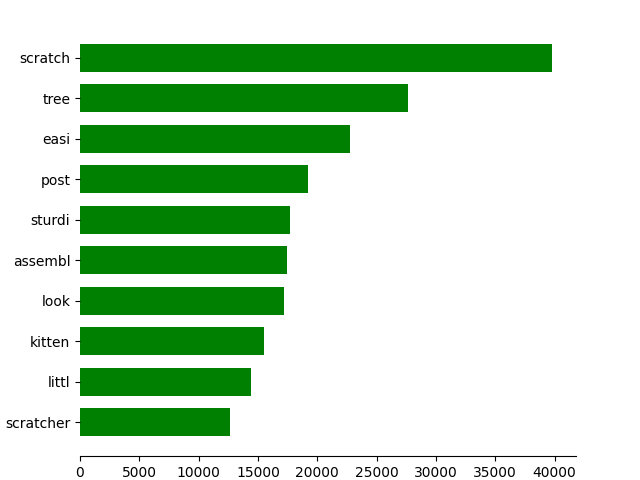 scratch
tree
easi
post
sturdi
assembl
look
kitten
littl
scratcher
0 5000 10000 15000 20000 25000 30000 35000 40000